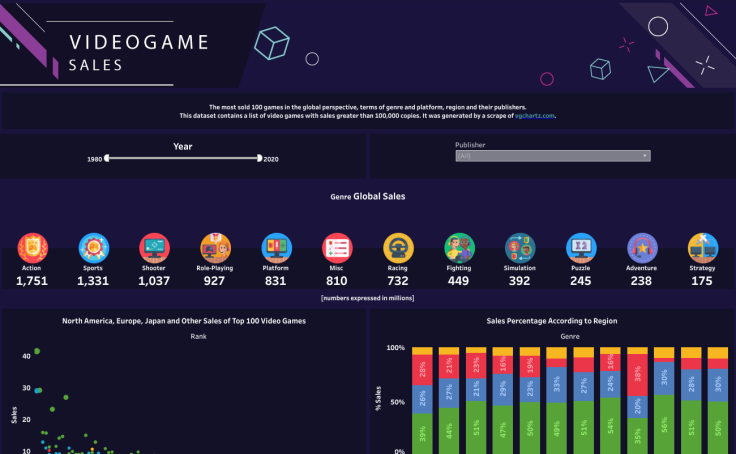 VIDEOGAME
SALES
The most sold 100 games in the global perspective, terms of genre and platform, region and their publishers.
This dataset contains a list of video games with sales greater than 100,000 copies. It was generated by a scrape of vgchartz.com.
Year
1980
2020
Publisher
(All)
Genre Global Sales
Action Sports Shooter Role-Playing Platform Misc Racing Fighting Simulation Puzzle Adventure Strategy
1,751 1,331 1,037 927 831 810 732 449 392 245 238 175
[numbers expressed in millions]
North America, Europe, Japan and Other Sales of Top 100 Video Games
Rank
Sales
40
30
20
10
Sales Percentage According to Region
Genre
% Sales
100%
50%
0%
28% 21% 23% 16% 19% 16% 38%
26% 27% 21% 29% 23% 33% 27% 24% 20% 30% 28% 30%
39% 44% 51% 47% 50% 49% 51% 54% 35% 56% 51% 50%